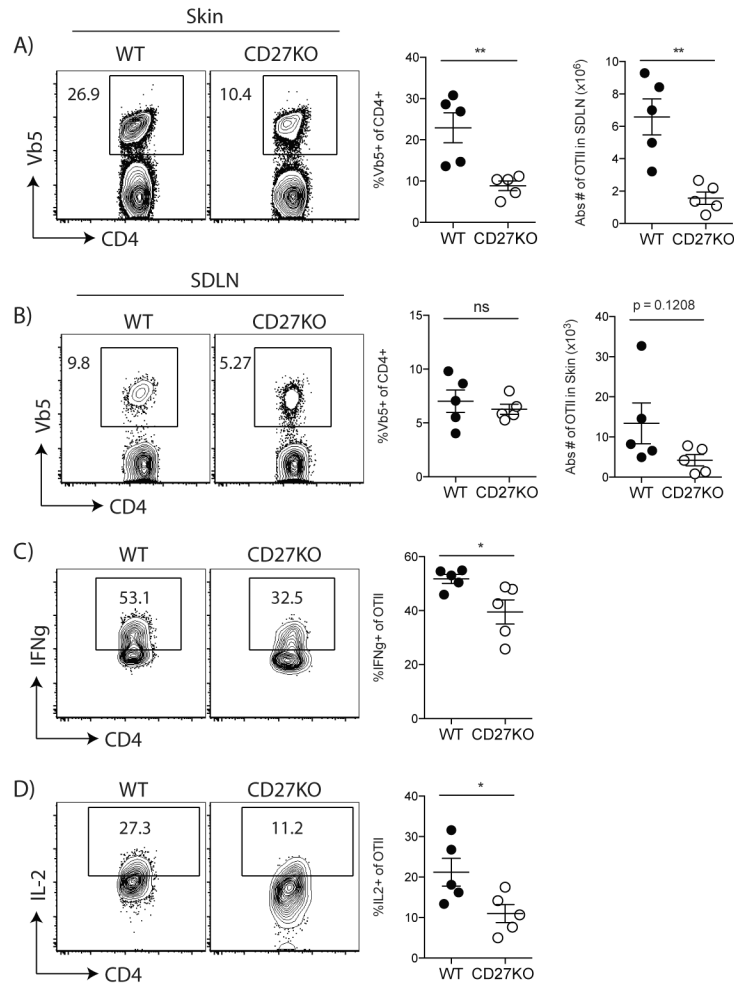 Skin
A)
WT
CD27KO
26.9
10.4
Vb5
CD4
%Vb5+ of CD4+
40
30
20
10
0
**
WT CD27KO
Abs # of OTII in SDLN (x10⁶)
10
8
6
4
2
0
**
WT CD27KO
SDLN
B)
WT
CD27KO
9.8
5.27
Vb5
CD4
%Vb5+ of CD4+
15
10
5
0
ns
WT CD27KO
Abs # of OTII in Skin (x10³)
40
30
20
10
0
p = 0.1208
WT CD27KO
C)
WT
CD27KO
53.1
32.5
IFNg
CD4
%IFNg+ of OTII
60
40
20
0
*
WT CD27KO
D)
WT
CD27KO
27.3
11.2
IL-2
CD4
%IL2+ of OTII
40
30
20
10
0
*
WT CD27KO